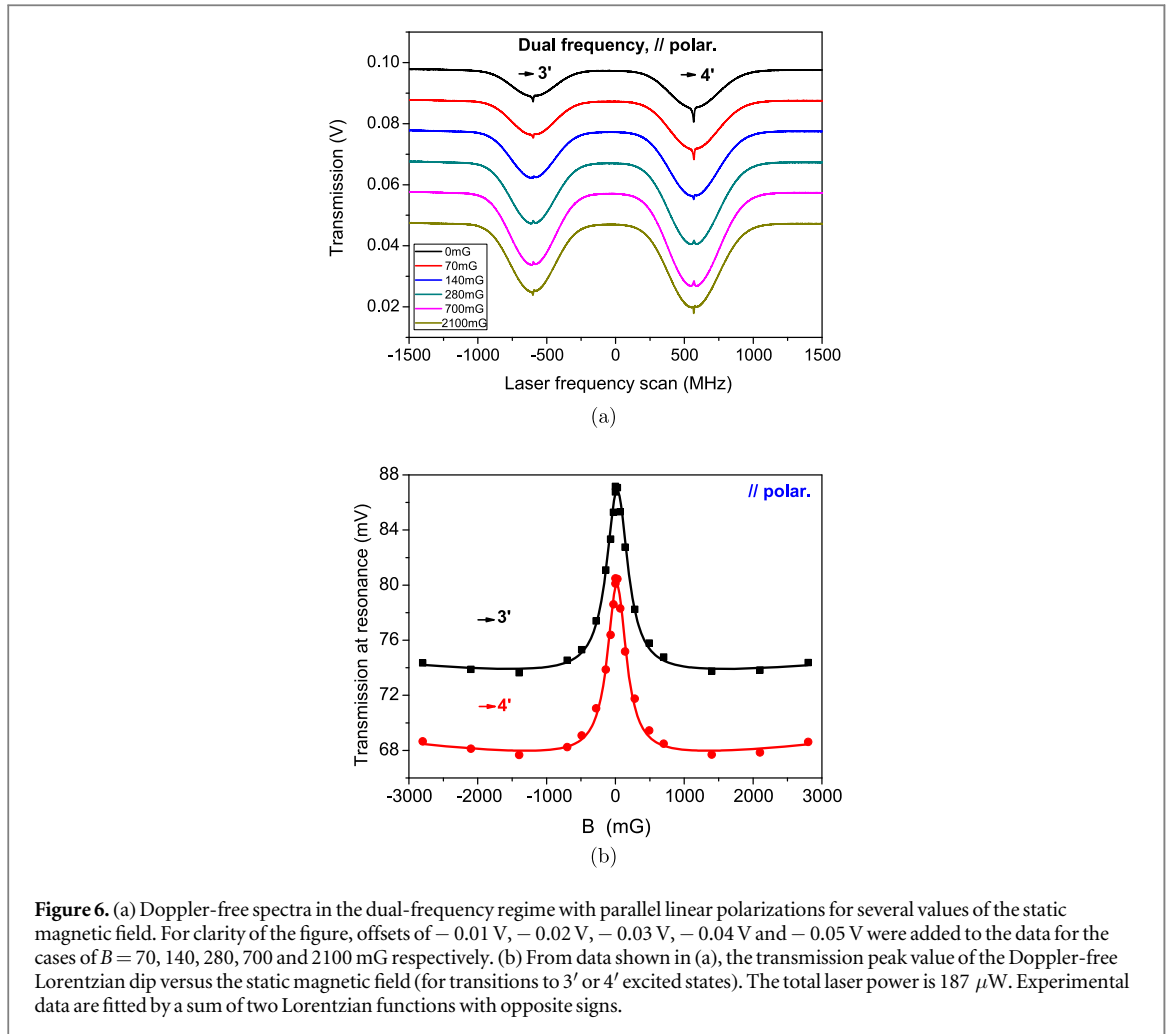 Dual frequency, // polar.
→ 3'
→ 4'
0.10
0.08
0.06
0.04
0.02
Transmission (V)
0mG
70mG
140mG
280mG
700mG
2100mG
-1500 -1000 -500 0 500 1000 1500
Laser frequency scan (MHz)
(a)
// polar.
88
84
80
76
72
68
Transmission at resonance (mV)
→3'
→4'
-3000 -2000 -1000 0 1000 2000 3000
B (mG)
(b)
Figure 6. (a) Doppler-free spectra in the dual-frequency regime with parallel linear polarizations for several values of the static
magnetic field. For clarity of the figure, offsets of − 0.01 V, − 0.02 V, − 0.03 V, − 0.04 V and − 0.05 V were added to the data for the
cases of B = 70, 140, 280, 700 and 2100 mG respectively. (b) From data shown in (a), the transmission peak value of the Doppler-free
Lorentzian dip versus the static magnetic field (for transitions to 3′ or 4′ excited states). The total laser power is 187 μW. Experimental
data are fitted by a sum of two Lorentzian functions with opposite signs.